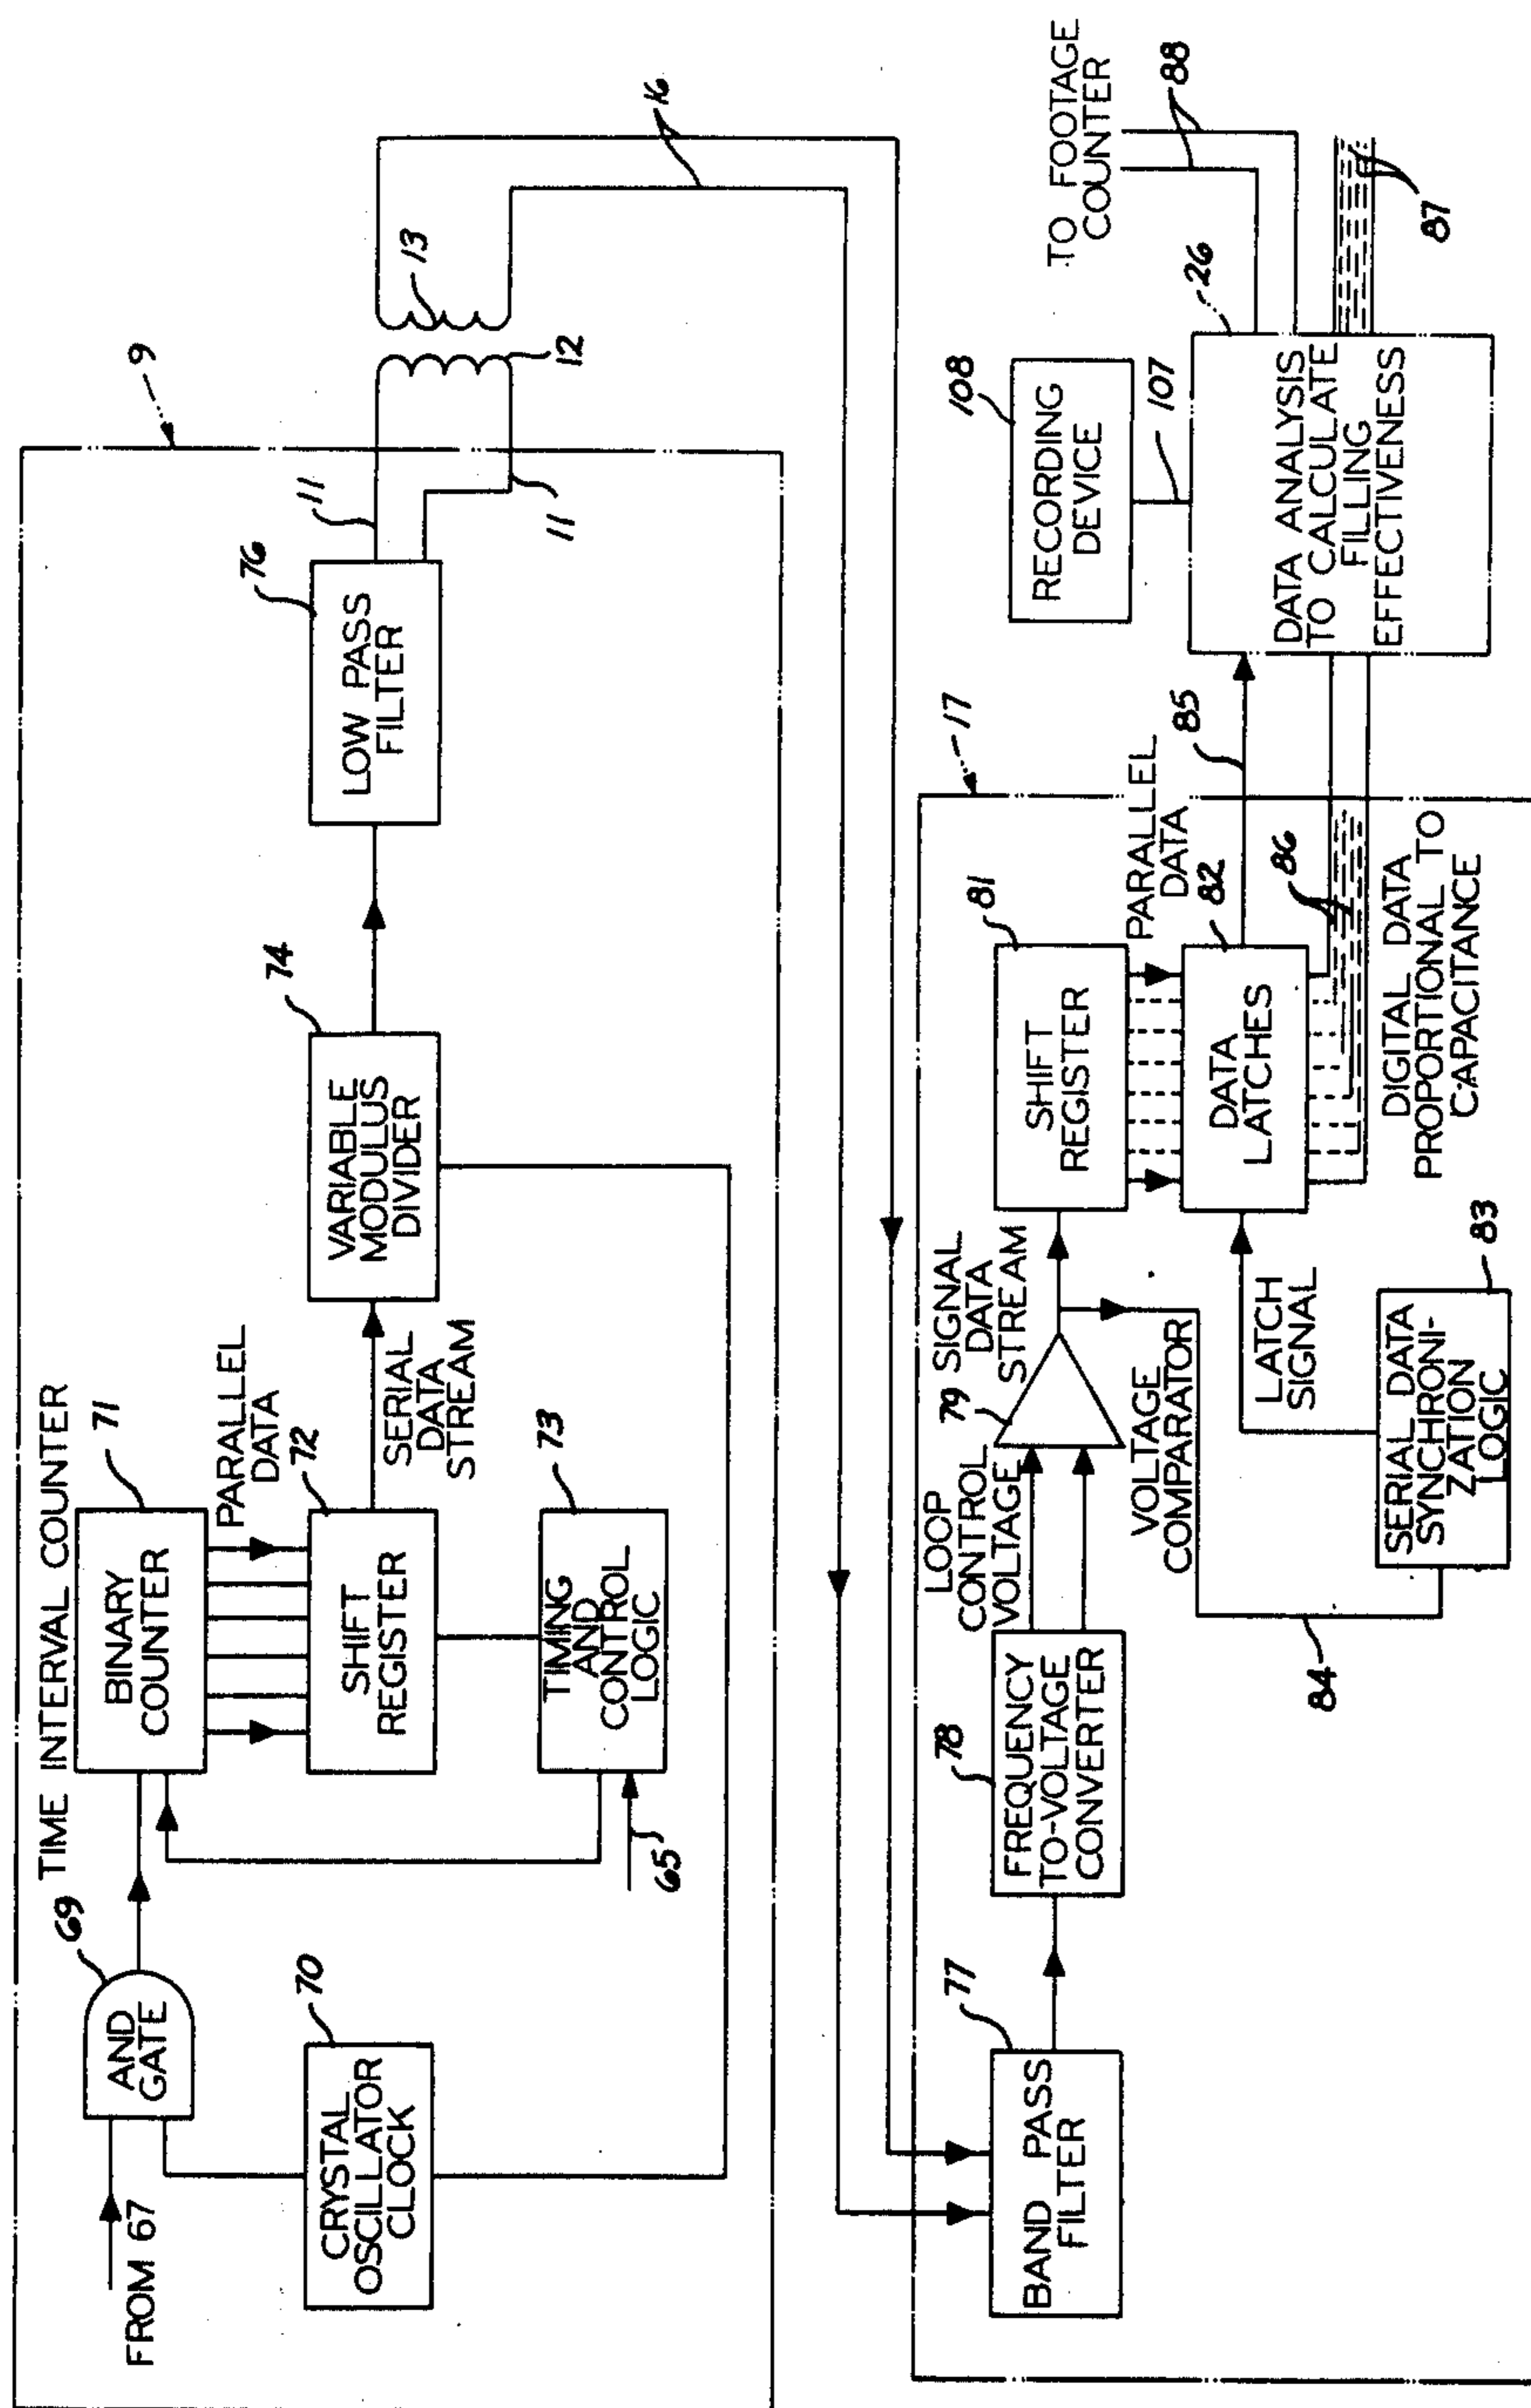 9
FROM 67
AND
GATE
69
TIME INTERVAL COUNTER
BINARY
COUNTER
71
PARALLEL
DATA
CRYSTAL
OSCILLATOR
CLOCK
70
SHIFT
REGISTER
72
SERIAL
DATA
STREAM
TIMING
AND
CONTROL
LOGIC
73
65
VARIABLE
MODULUS
DIVIDER
74
LOW PASS
FILTER
76
11
11
12
13
16
BAND PASS
FILTER
77
FREQUENCY
TO-VOLTAGE
CONVERTER
78
LOOP
CONTROL
VOLTAGE
79
VOLTAGE
COMPARATOR
84
SIGNAL
DATA
STREAM
SHIFT
REGISTER
81
PARALLEL
DATA
DATA
LATCHES
82
LATCH
SIGNAL
SERIAL DATA
SYNCHRONI-
ZATION
LOGIC
83
17
85
86
DIGITAL DATA
PROPORTIONAL TO
CAPACITANCE
RECORDING
DEVICE
108
107
DATA ANALYSIS
TO CALCULATE
FILLING
EFFECTIVENESS
26
TO FOOTAGE
COUNTER
88
87